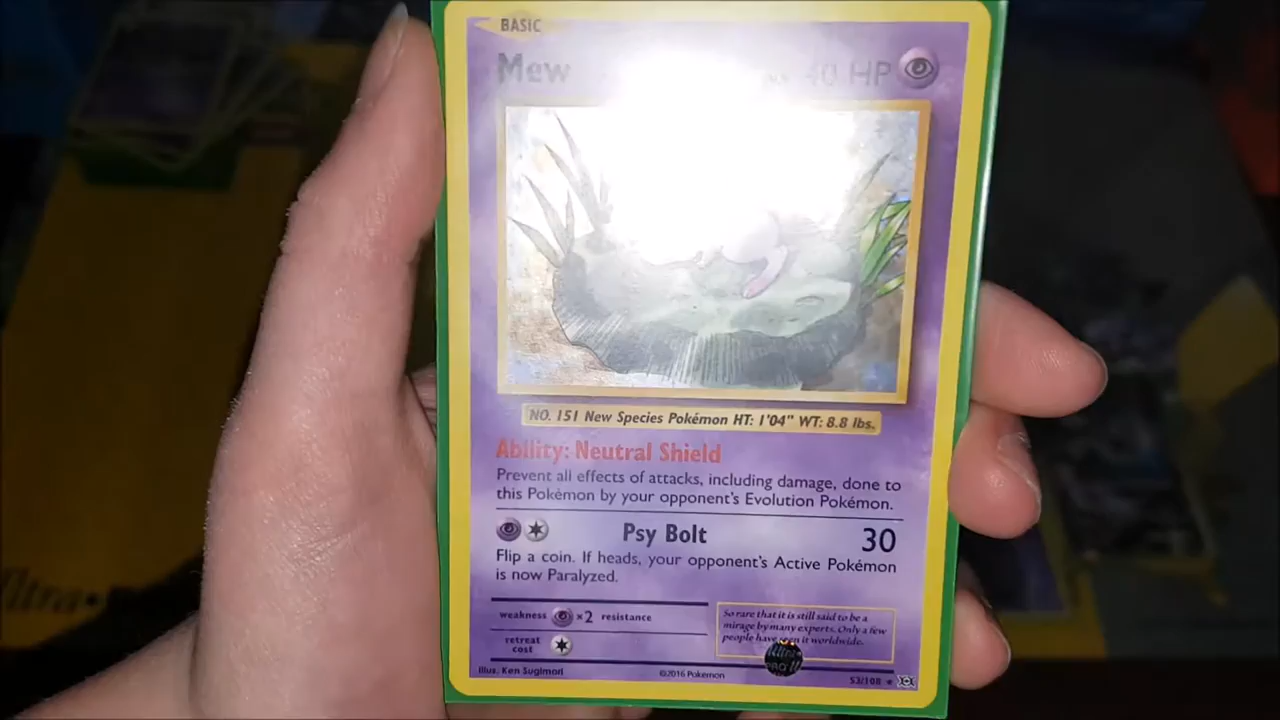 BASIC
Mew
40 HP
NO. 151 New Species Pokémon HT: 1'04" WT: 8.8 lbs.
Ability: Neutral Shield
Prevent all effects of attacks, including damage, done to
this Pokémon by your opponent's Evolution Pokémon.
Psy Bolt 30
Flip a coin. If heads, your opponent's Active Pokémon
is now Paralyzed.
weakness ×2 resistance
retreat
cost
So rare that it is still said to be a
mirage by many experts. Only a few
people have seen it worldwide.
Ultra
PRO
Illus. Ken Sugimori ©2016 Pokémon 53/108